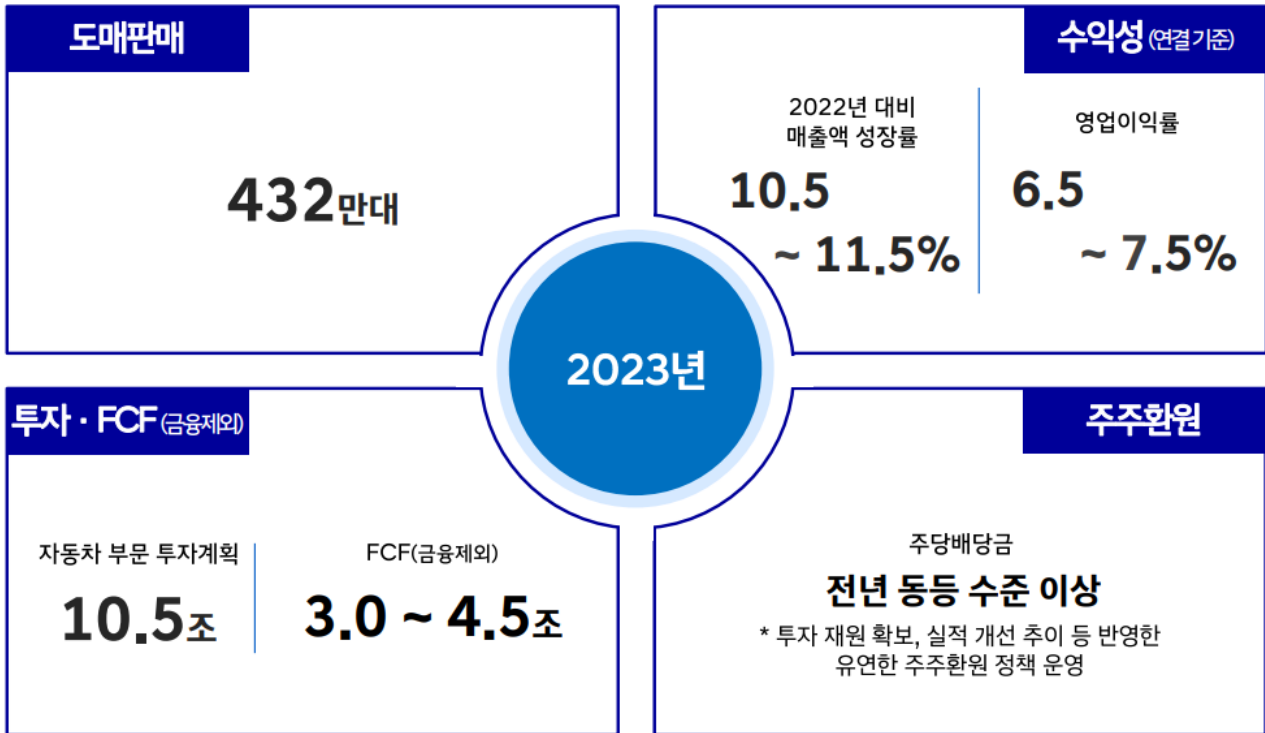 도매판매
432만대
수익성 (연결 기준)
2022년 대비
매출액 성장률
10.5
~ 11.5%
영업이익률
6.5
~ 7.5%
2023년
투자 · FCF (금융제외)
자동차 부문 투자계획
10.5조
FCF(금융제외)
3.0 ~ 4.5조
주주환원
주당배당금
전년 동등 수준 이상
* 투자 재원 확보, 실적 개선 추이 등 반영한
유연한 주주환원 정책 운영